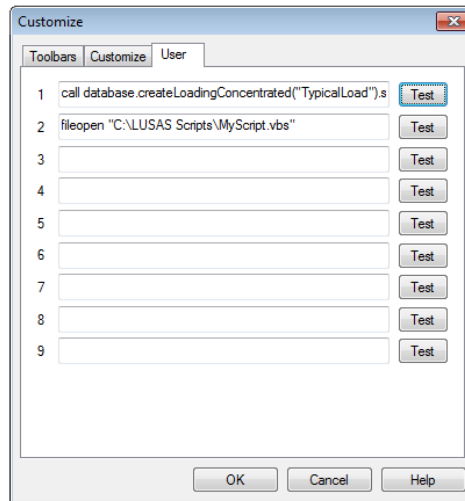 Customize
Toolbars Customize User
1 call database.createLoadingConcentrated("TypicalLoad").s Test
2 fileopen "C:\LUSAS Scripts\MyScript.vbs" Test
3 Test
4 Test
5 Test
6 Test
7 Test
8 Test
9 Test
OK Cancel Help